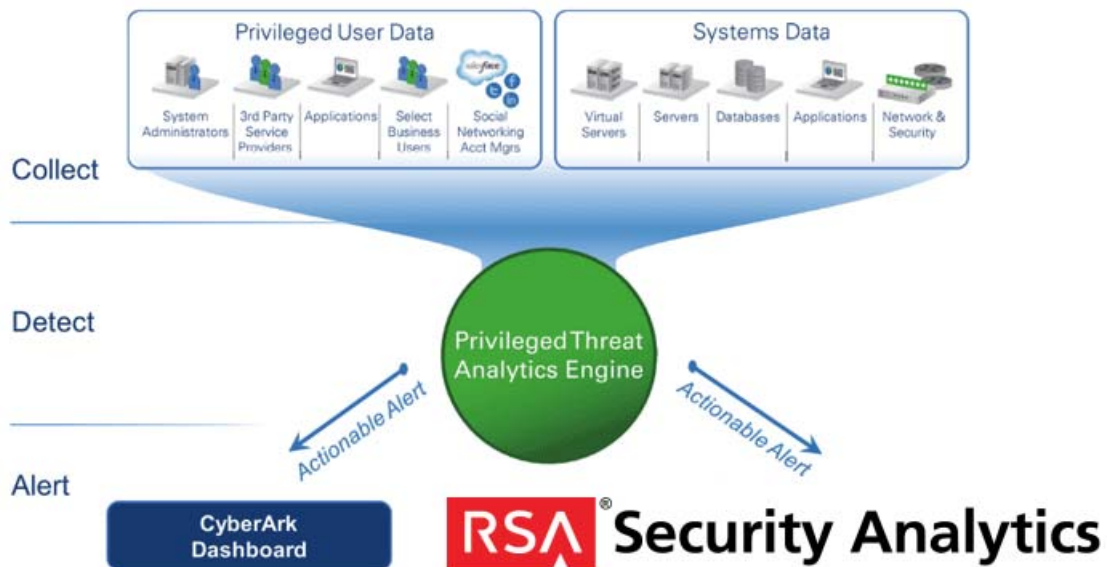 Privileged User Data
System
Administrators
3rd Party
Service
Providers
Applications
Select
Business
Users
salesforce
Social
Networking
Acct Mgrs
Systems Data
Virtual
Servers
Servers
Databases
Applications
Network &
Security
Collect
Detect
Privileged Threat
Analytics Engine
Actionable Alert
Actionable Alert
Alert
CyberArk
Dashboard
RSA® Security Analytics